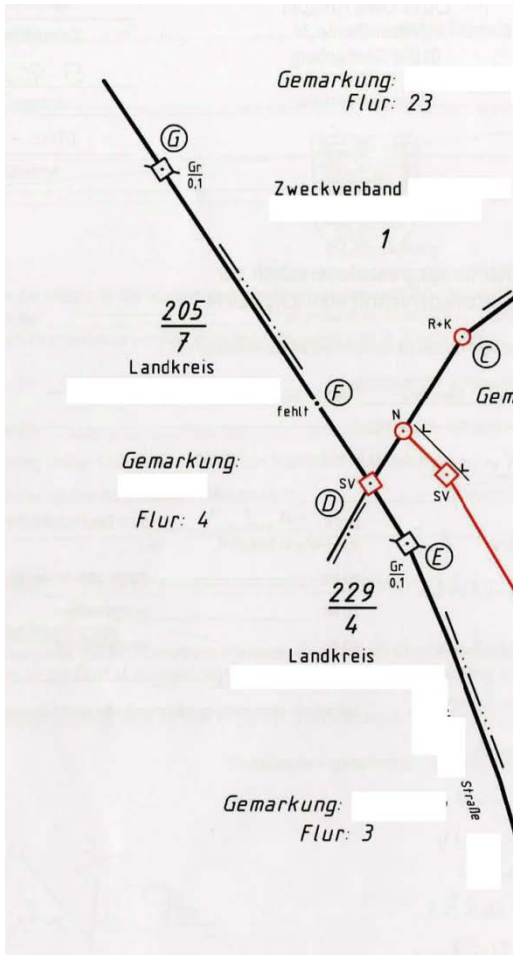 Gemarkung:
Flur: 23
G
Gr
0,1
Zweckverband
1
205
7
Landkreis
R+K
C
Gem
F
fehlt
N
Gemarkung:
Flur: 4
D
SV
SV
E
Gr
0,1
229
4
Landkreis
Straße
Gemarkung:
Flur: 3